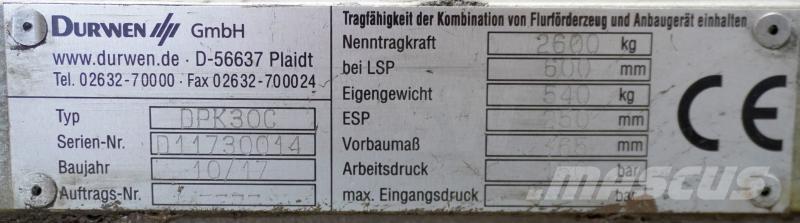 DURWEN GmbH
www.durwen.de · D-56637 Plaidt
Tel. 02632-70000 · Fax 02632-700024
Typ DPK30C
Serien-Nr. D11730014
Baujahr 10/17
Auftrags-Nr. -----
Tragfähigkeit der Kombination von Flurförderzeug und Anbaugerät einhalten
Nenntragkraft 2600 kg
bei LSP 600 mm
Eigengewicht 540 kg
ESP mm
Vorbaumaß mm
Arbeitsdruck bar
max. Eingangsdruck bar
CE
mascus